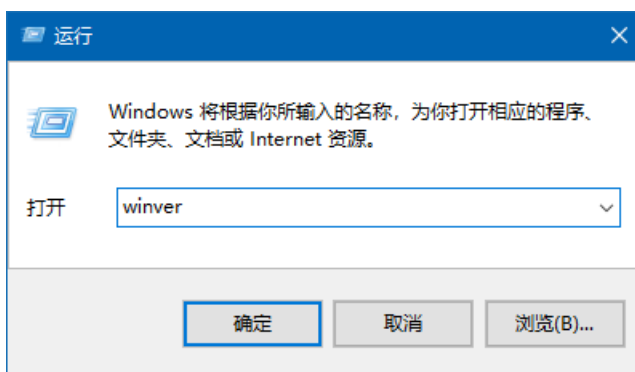 运行
Windows 将根据你所输入的名称，为你打开相应的程序、
文件夹、文档或 Internet 资源。
打开
winver
确定
取消
浏览(B)...